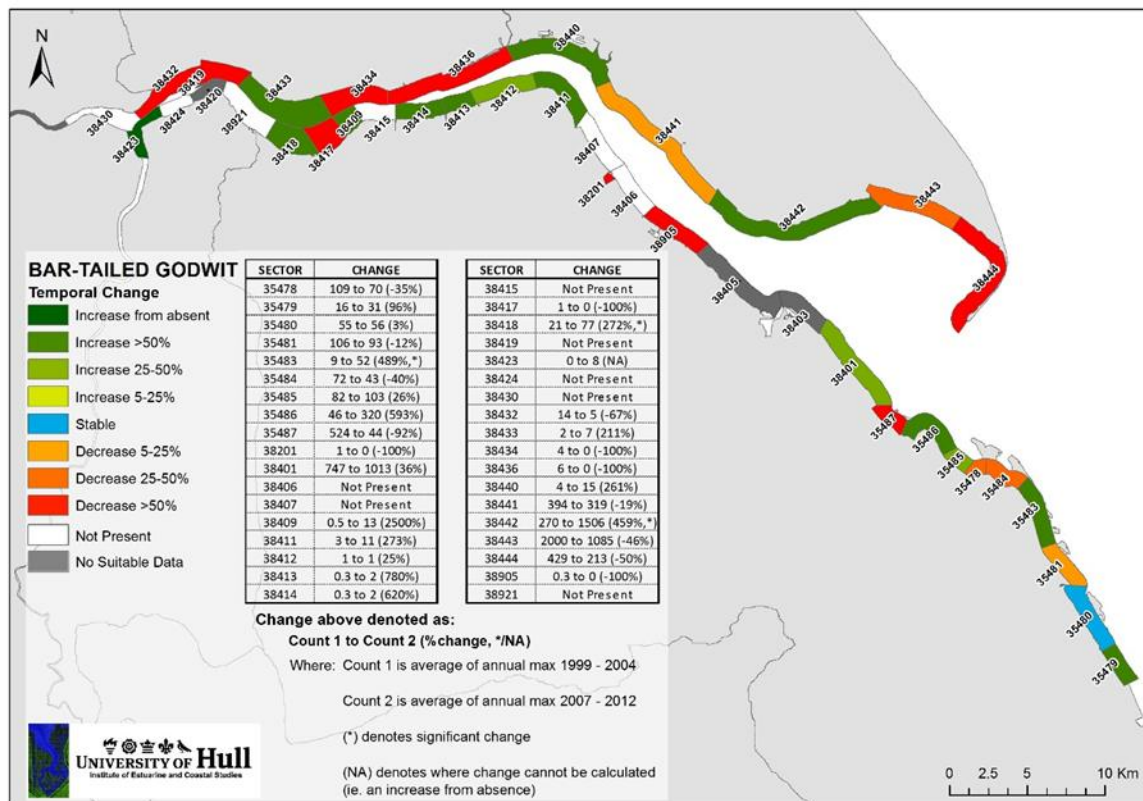 N
38432
38419
38420
38433
38434
38436
38440
38430
38424
38423
38921
38418
38417
38409
38415
38414
38413
38412
38411
38441
38407
38201
38406
38442
38443
38905
38444
38405
38403
38401
35487
35486
35485
35478
35484
35483
35481
35480
35479
BAR-TAILED GODWIT
Temporal Change
Increase from absent
Increase >50%
Increase 25-50%
Increase 5-25%
Stable
Decrease 5-25%
Decrease 25-50%
Decrease >50%
Not Present
No Suitable Data
SECTOR CHANGE
35478 109 to 70 (-35%)
35479 16 to 31 (96%)
35480 55 to 56 (3%)
35481 106 to 93 (-12%)
35483 9 to 52 (489%,*)
35484 72 to 43 (-40%)
35485 82 to 103 (26%)
35486 46 to 320 (593%)
35487 524 to 44 (-92%)
38201 1 to 0 (-100%)
38401 747 to 1013 (36%)
38406 Not Present
38407 Not Present
38409 0.5 to 13 (2500%)
38411 3 to 11 (273%)
38412 1 to 1 (25%)
38413 0.3 to 2 (780%)
38414 0.3 to 2 (620%)
SECTOR CHANGE
38415 Not Present
38417 1 to 0 (-100%)
38418 21 to 77 (272%,*)
38419 Not Present
38423 0 to 8 (NA)
38424 Not Present
38430 Not Present
38432 14 to 5 (-67%)
38433 2 to 7 (211%)
38434 4 to 0 (-100%)
38436 6 to 0 (-100%)
38440 4 to 15 (261%)
38441 394 to 319 (-19%)
38442 270 to 1506 (459%,*)
38443 2000 to 1085 (-46%)
38444 429 to 213 (-50%)
38905 0.3 to 0 (-100%)
38921 Not Present
Change above denoted as:
Count 1 to Count 2 (%change, */NA)
Where: Count 1 is average of annual max 1999 - 2004
Count 2 is average of annual max 2007 - 2012
(*) denotes significant change
(NA) denotes where change cannot be calculated
(ie. an increase from absence)
UNIVERSITY OF Hull
Institute of Estuarine and Coastal Studies
0 2.5 5 10 Km